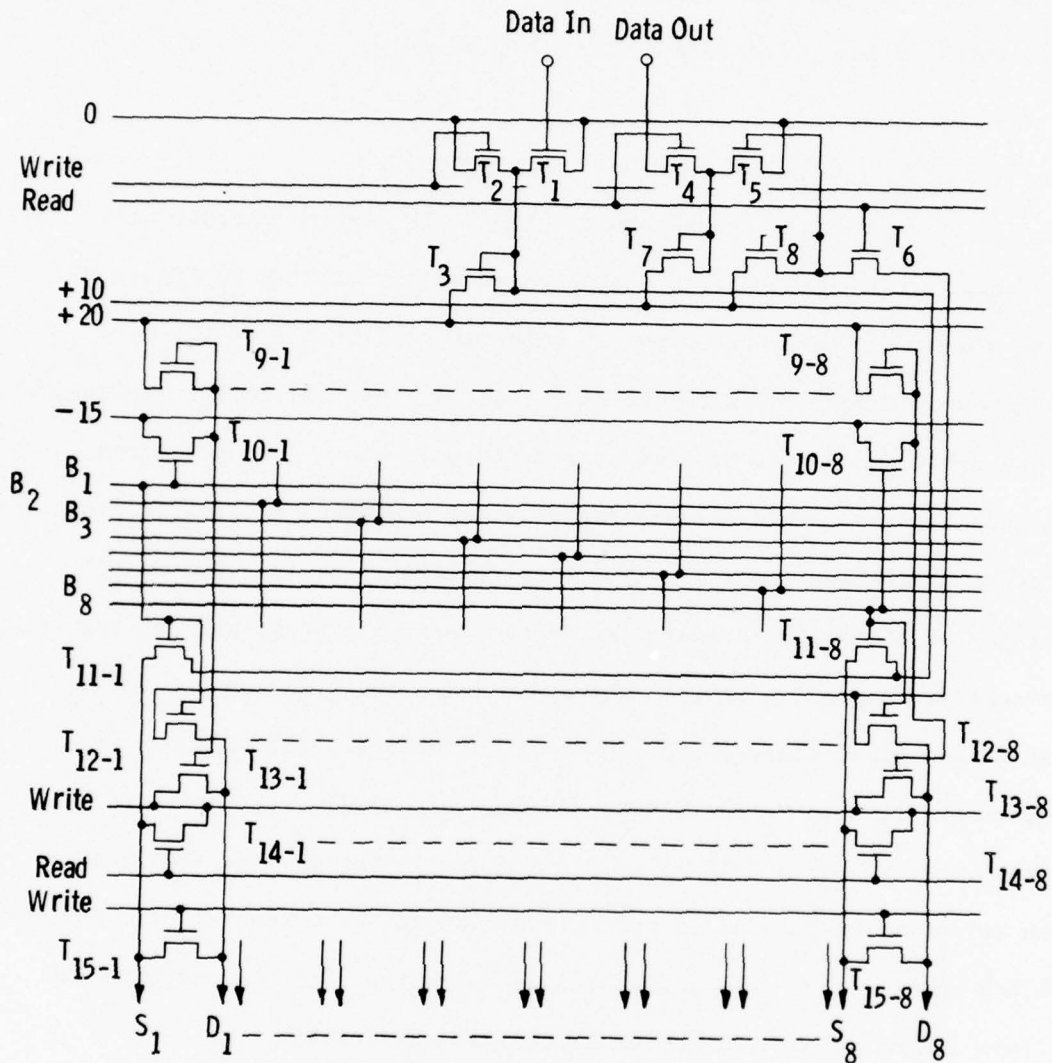 Data In Data Out
0
Write
Read
T2 T1 T4 T5
T3 T7 T8 T6
+10
+20
T9-1 T9-8
-15
T10-1 T10-8
B1
B2
B3
B8
T11-1 T11-8
T12-1 T12-8
T13-1 T13-8
Write
T14-1 T14-8
Read
Write
T15-1 T15-8
S1 D1 S8 D8